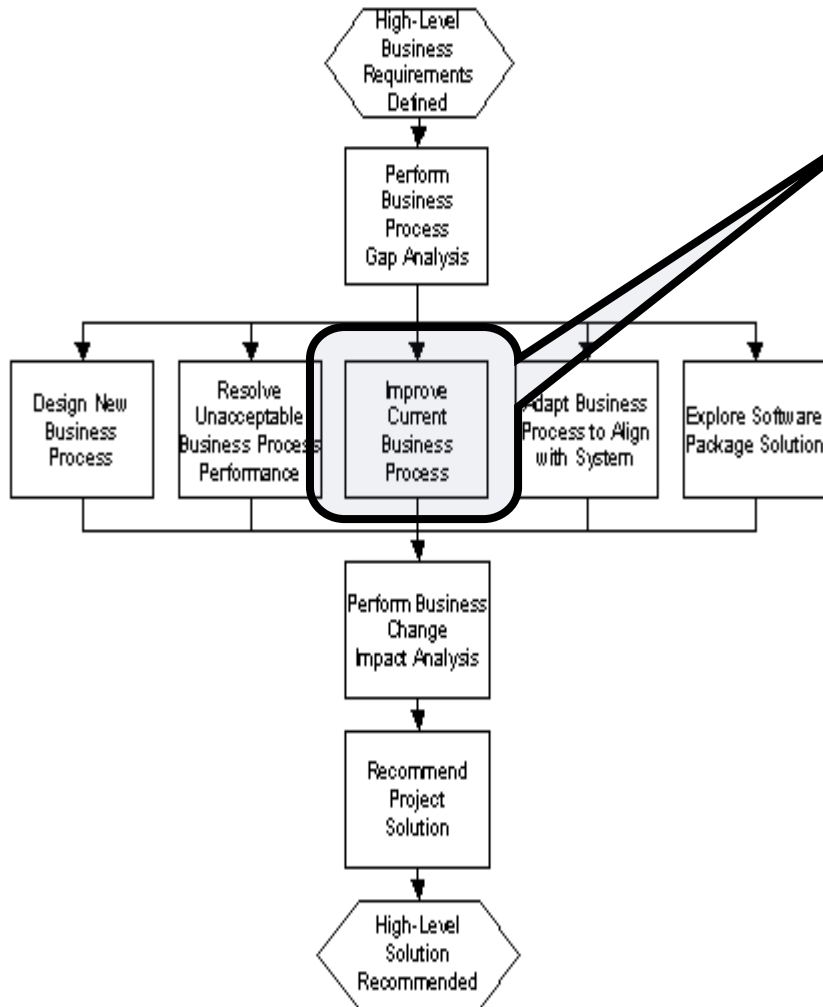 High-Level
Business
Requirements
Defined
Perform
Business
Process
Gap Analysis
Design New
Business
Process
Resolve
Unacceptable
Business Process
Performance
Improve
Current
Business
Process
Adapt Business
Process to Align
with System
Explore Software
Package Solution
Perform Business
Change
Impact Analysis
Recommend
Project
Solution
High-Level
Solution
Recommended